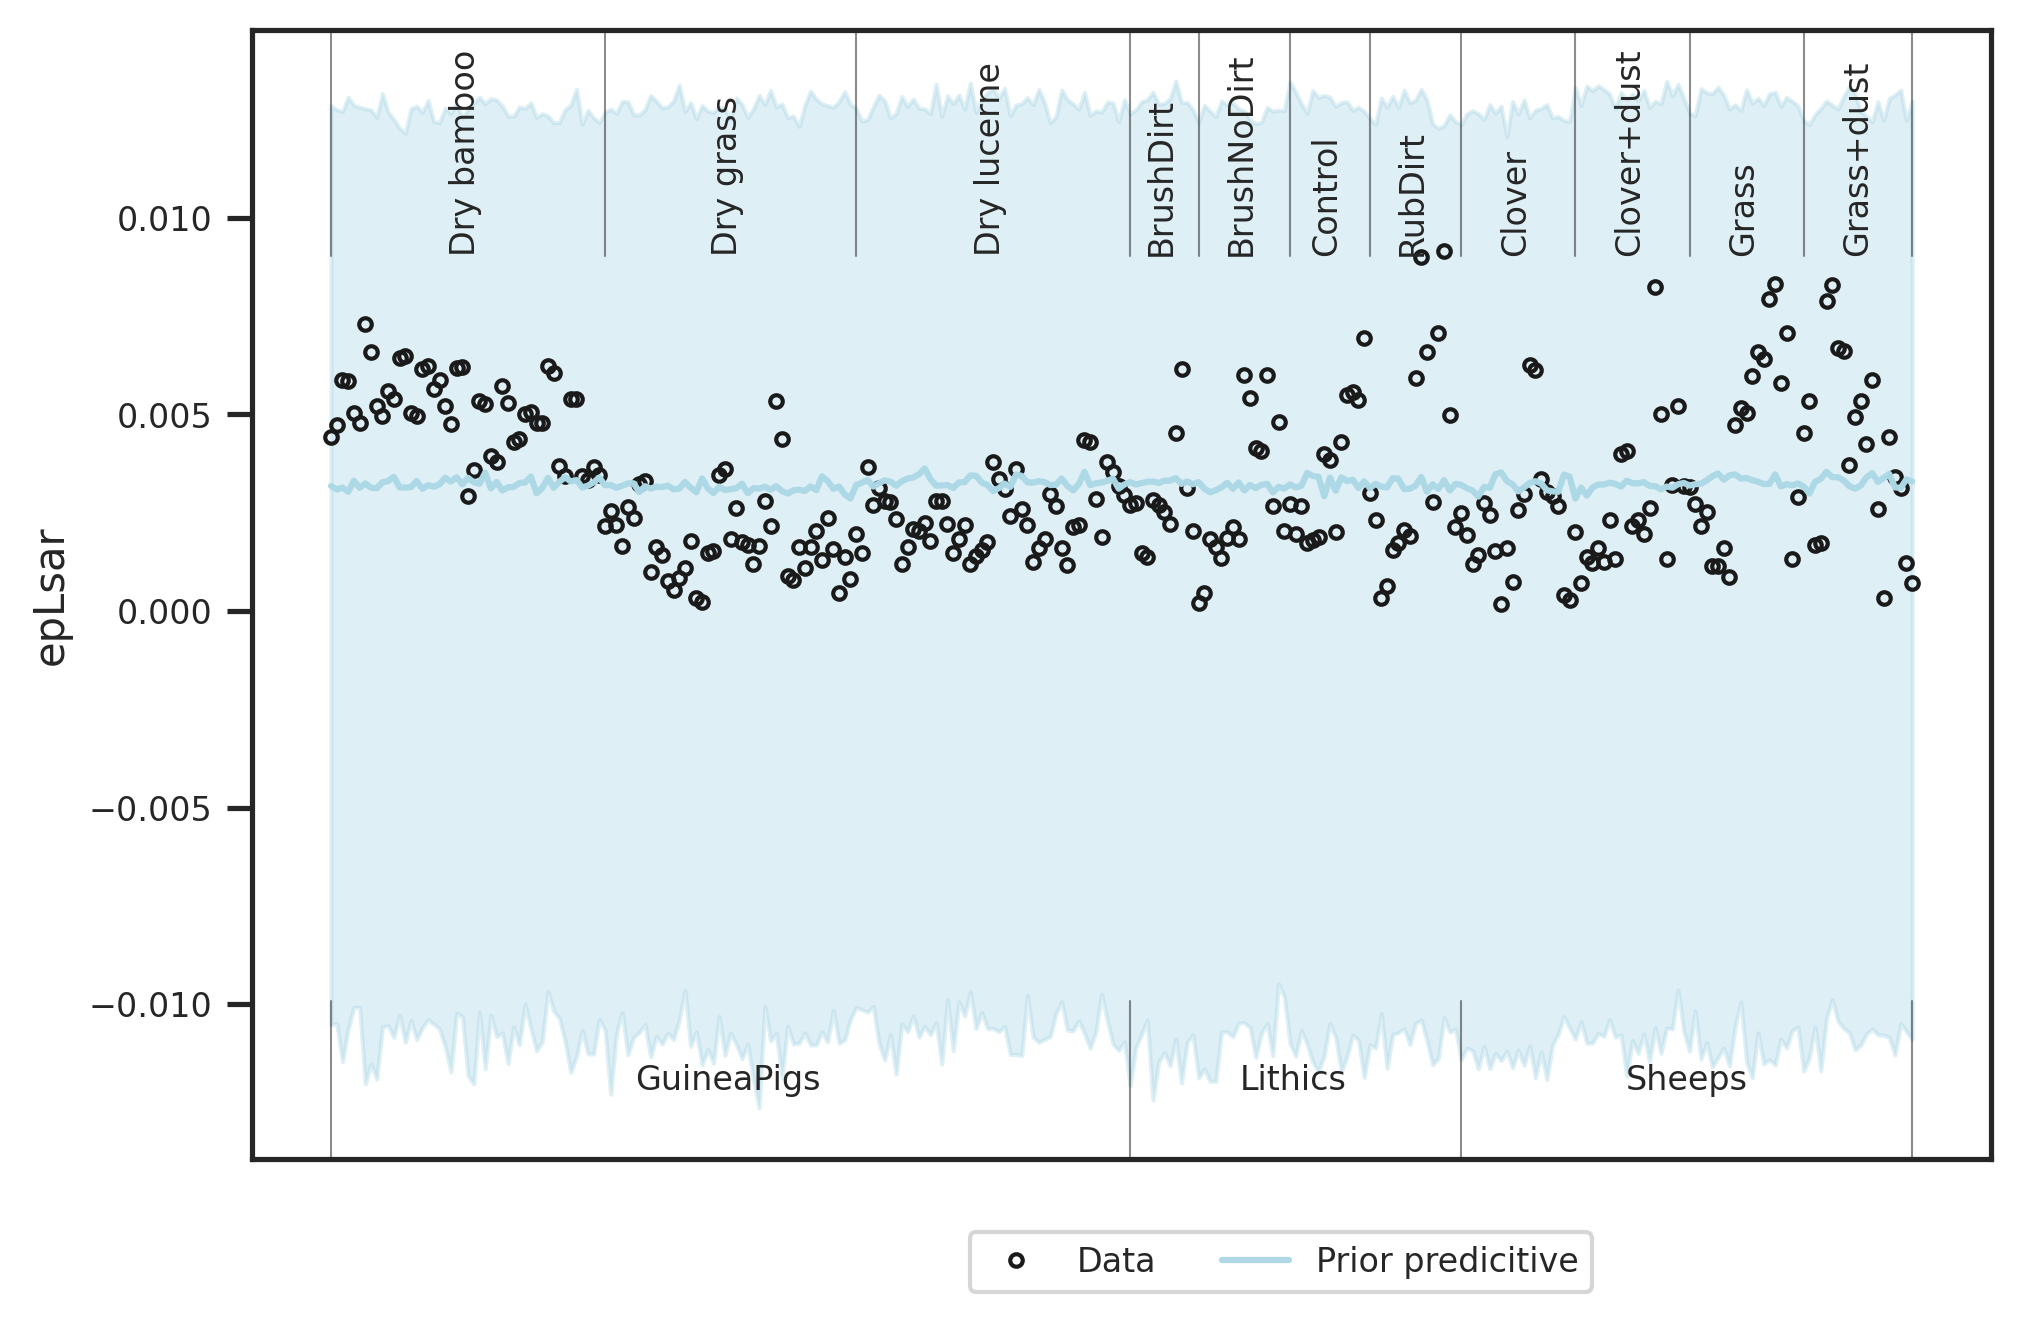 Dry bamboo
Dry grass
Dry lucerne
BrushDirt
BrushNoDirt
Control
RubDirt
Clover
Clover+dust
Grass
Grass+dust
0.010
0.005
0.000
−0.005
−0.010
epLsar
GuineaPigs
Lithics
Sheeps
Data
Prior predicitive